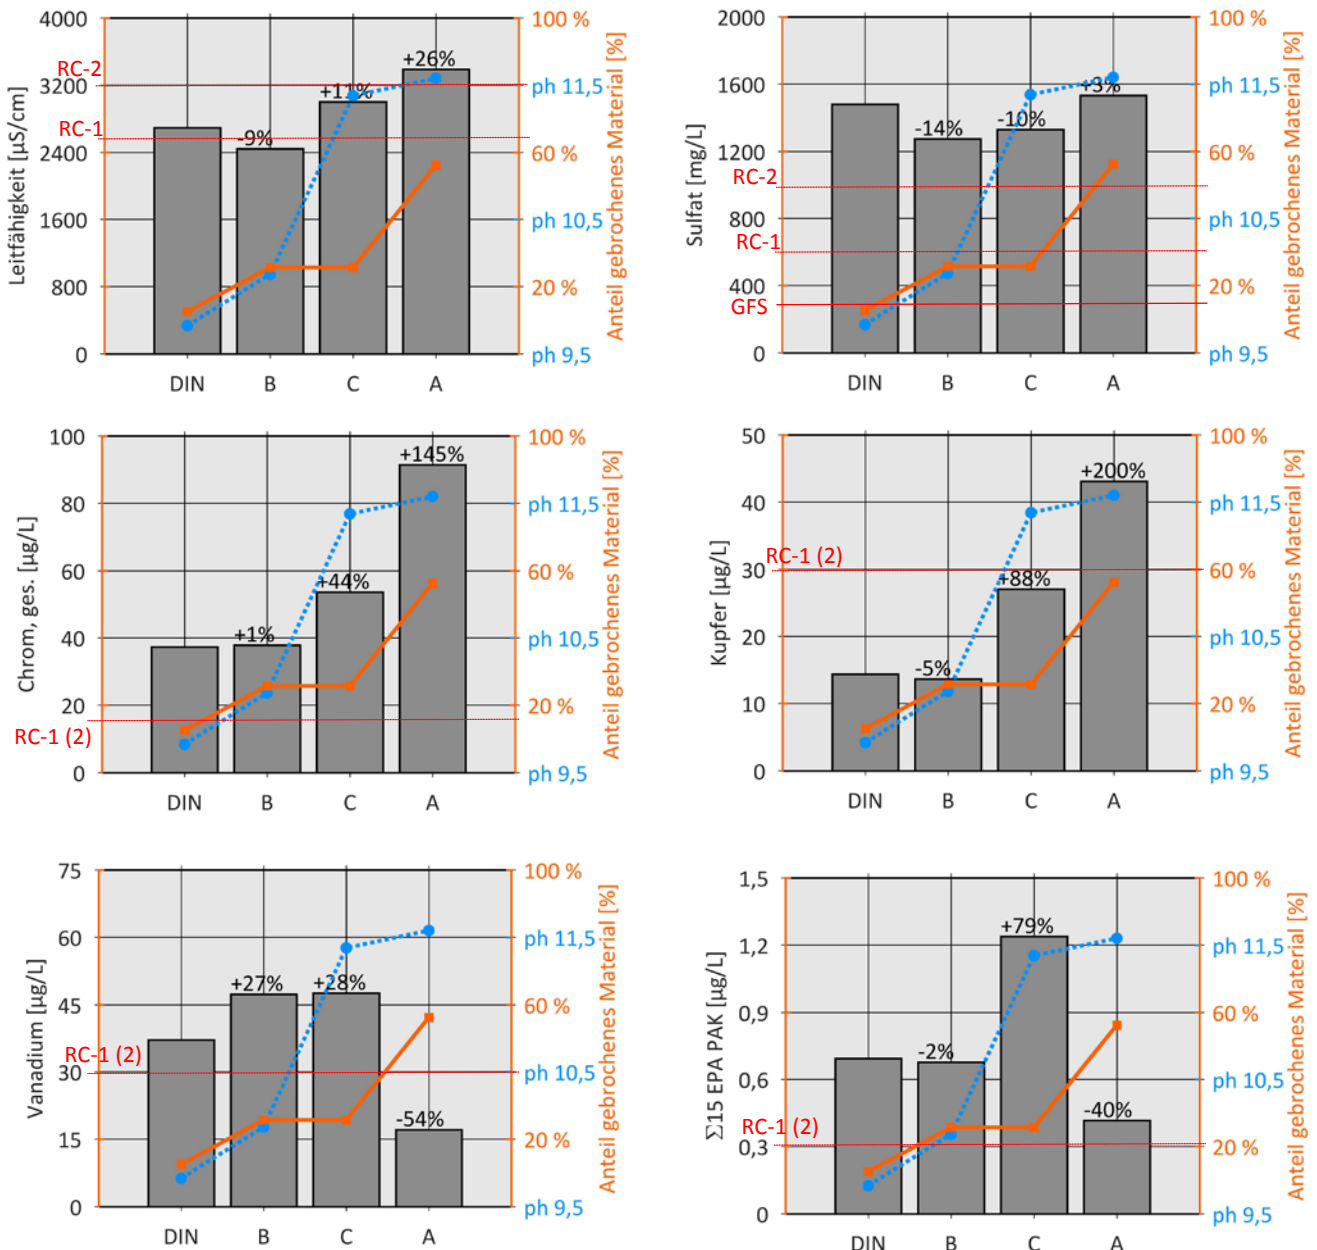 Leitfähigkeit [µS/cm]
4000
3200
2400
1600
800
0
RC-2
RC-1
-9%
+11%
+26%
DIN B C A
100 %
ph 11,5
60 %
ph 10,5
20 %
ph 9,5
Anteil gebrochenes Material [%]
Sulfat [mg/L]
2000
1600
1200
800
400
0
RC-2
RC-1
GFS
-14%
-10%
+3%
DIN B C A
100 %
ph 11,5
60 %
ph 10,5
20 %
ph 9,5
Anteil gebrochenes Material [%]
Chrom, ges. [µg/L]
100
80
60
40
20
0
RC-1 (2)
+1%
+44%
+145%
DIN B C A
100 %
ph 11,5
60 %
ph 10,5
20 %
ph 9,5
Anteil gebrochenes Material [%]
Kupfer [µg/L]
50
40
30
20
10
0
RC-1 (2)
-5%
+88%
+200%
DIN B C A
100 %
ph 11,5
60 %
ph 10,5
20 %
ph 9,5
Anteil gebrochenes Material [%]
Vanadium [µg/L]
75
60
45
30
15
0
RC-1 (2)
+27%
+28%
-54%
DIN B C A
100 %
ph 11,5
60 %
ph 10,5
20 %
ph 9,5
Anteil gebrochenes Material [%]
∑15 EPA PAK [µg/L]
1,5
1,2
0,9
0,6
0,3
0
RC-1 (2)
-2%
+79%
-40%
DIN B C A
100 %
ph 11,5
60 %
ph 10,5
20 %
ph 9,5
Anteil gebrochenes Material [%]